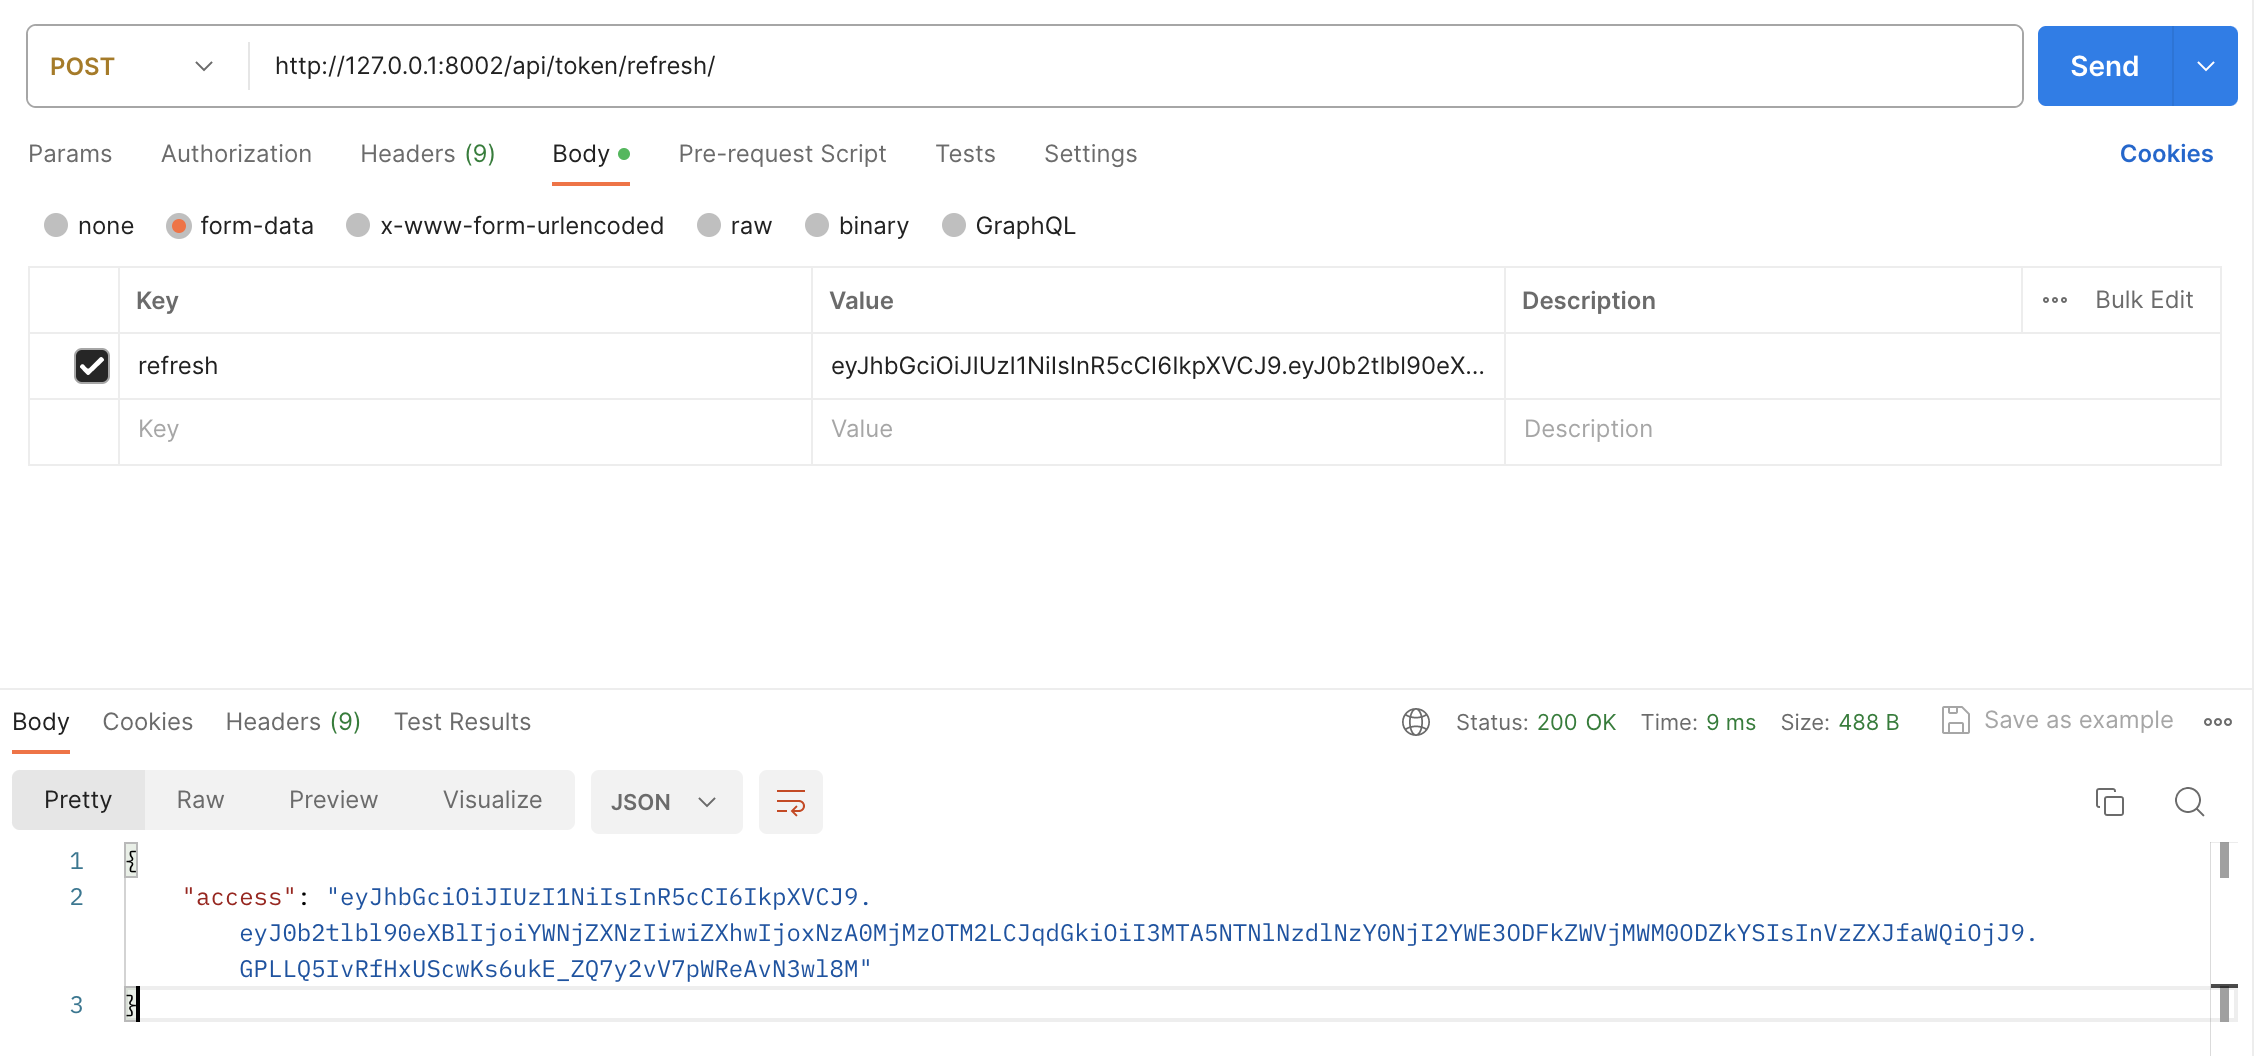 POST http://127.0.0.1:8002/api/token/refresh/ Send
Params Authorization Headers (9) Body Pre-request Script Tests Settings Cookies
none form-data x-www-form-urlencoded raw binary GraphQL
Key Value Description Bulk Edit
refresh eyJhbGciOiJIUzI1NiIsInR5cCI6IkpXVCJ9.eyJ0b2tlbl90eX...
Key Value Description
Body Cookies Headers (9) Test Results Status: 200 OK Time: 9 ms Size: 488 B Save as example
Pretty Raw Preview Visualize JSON
1 {
2 "access": "eyJhbGciOiJIUzI1NiIsInR5cCI6IkpXVCJ9.
eyJ0b2tlbl90eXBlIjoiYWNjZXNzIiwiZXhwIjoxNzA0MjMzOTM2LCJqdGkiOiI3MTA5NTNlNzdlNzY0NjI2YWE3ODFkZWVjMWM0ODZkYSIsInVzZXJfaWQiOjJ9.
GPLLQ5IvRfHxUScwKs6ukE_ZQ7y2vV7pWReAvN3wl8M"
3 }